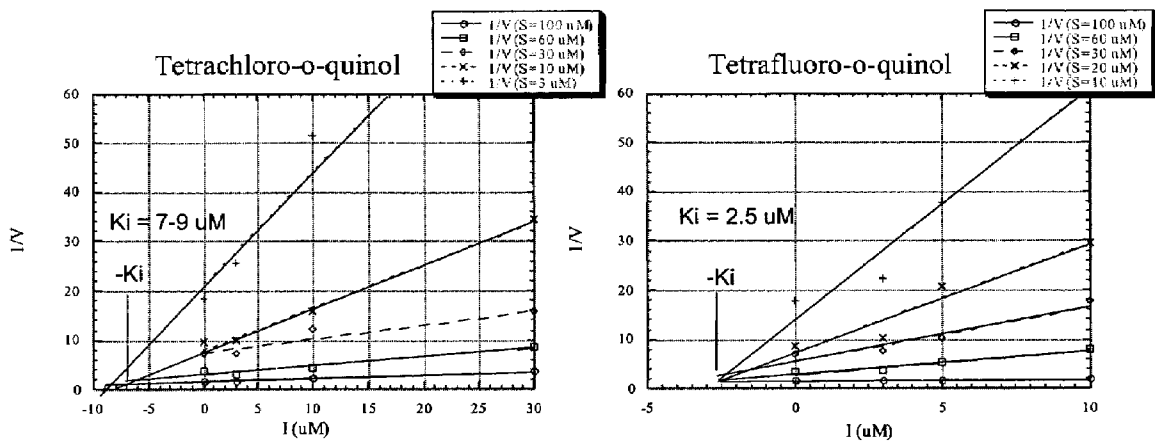 Tetrachloro-o-quinol
1/V (S=100 uM)
1/V (S=60 uM)
1/V (S=30 uM)
1/V (S=10 uM)
1/V (S=3 uM)
60
50
40
30
20
10
0
1/V
Ki = 7-9 uM
-Ki
-10
-5
0
5
10
15
20
25
30
I (uM)
Tetrafluoro-o-quinol
1/V (S=100 uM)
1/V (S=60 uM)
1/V (S=30 uM)
1/V (S=20 uM)
1/V (S=10 uM)
60
50
40
30
20
10
0
1/V
Ki = 2.5 uM
-Ki
-5
0
5
10
I (uM)